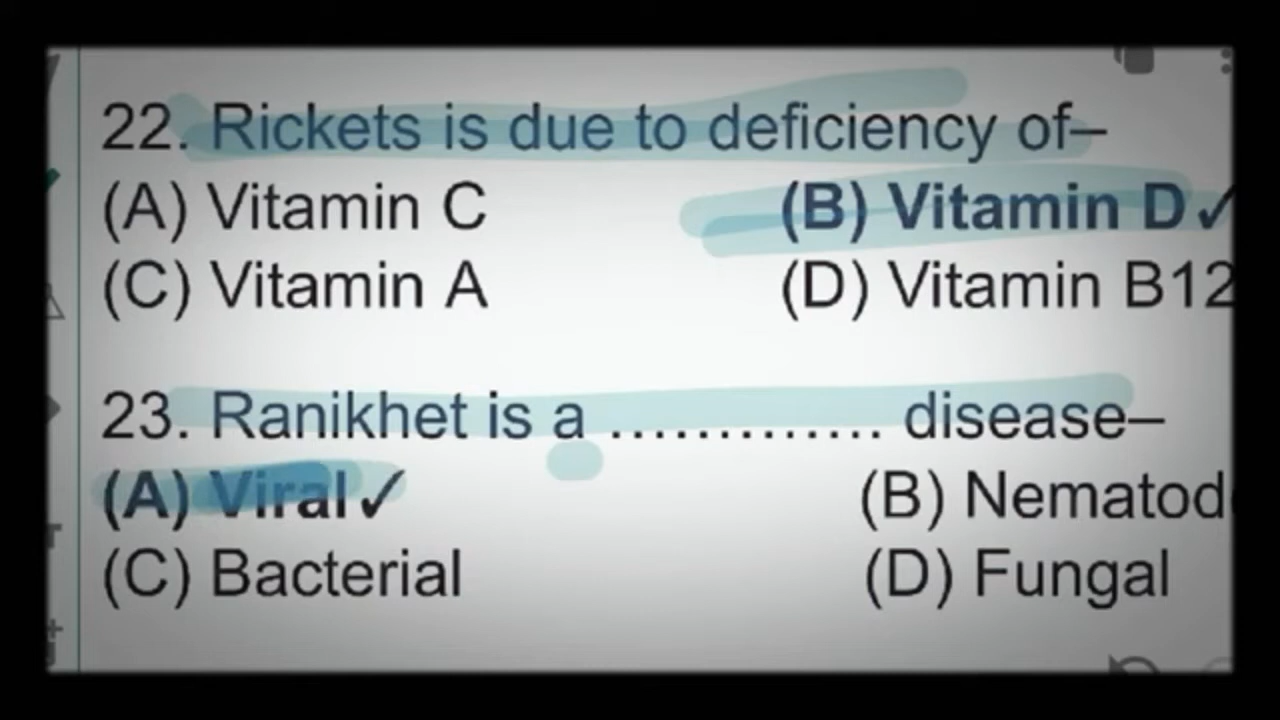 22. Rickets is due to deficiency of–
(A) Vitamin C (B) Vitamin D✓
(C) Vitamin A (D) Vitamin B12
23. Ranikhet is a ............. disease–
(A) Viral✓ (B) Nematod
(C) Bacterial (D) Fungal